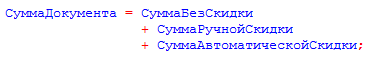 СуммаДокумента = СуммаБезСкидки
+ СуммаРучнойСкидки
+ СуммаАвтоматическойСкидки;